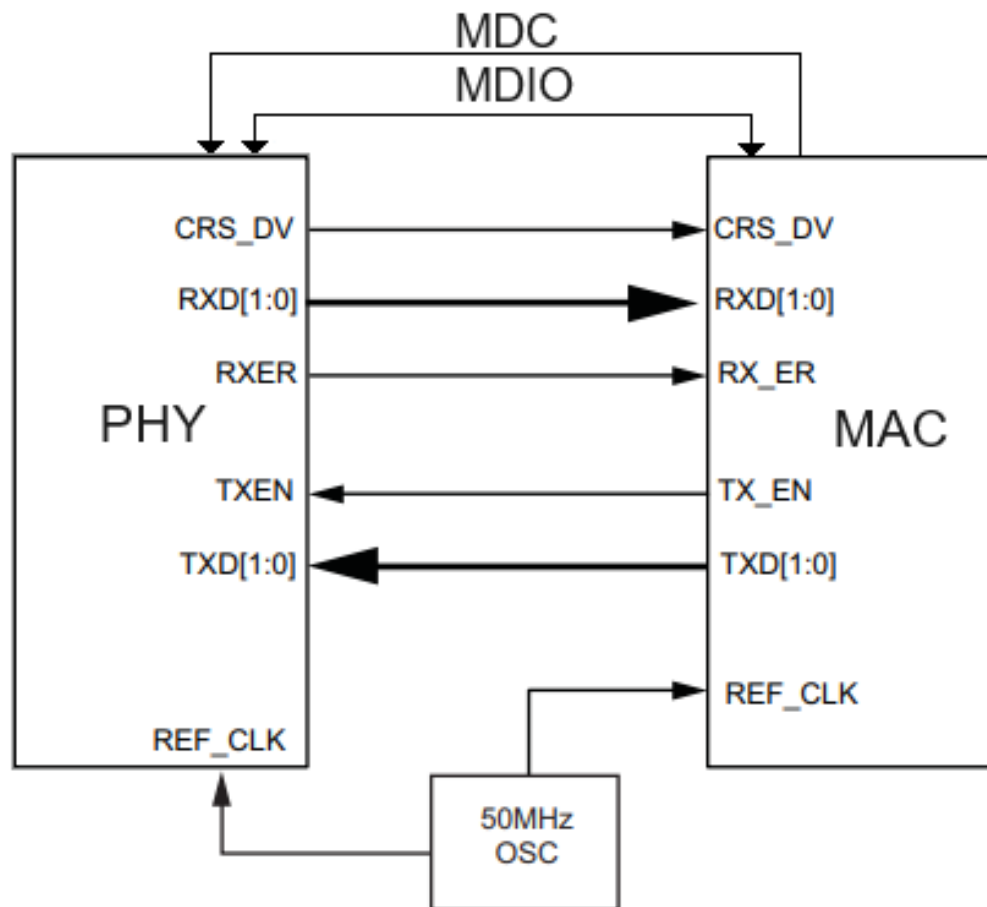 MDC
MDIO
CRS_DV CRS_DV
RXD[1:0] RXD[1:0]
RXER RX_ER
PHY MAC
TXEN TX_EN
TXD[1:0] TXD[1:0]
REF_CLK
REF_CLK
50MHz
OSC